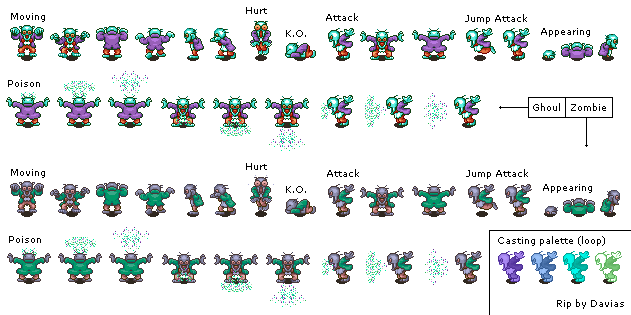 Moving
Hurt
K.O.
Attack
Jump Attack
Appearing
Poison
Ghoul Zombie
Moving
Hurt
K.O.
Attack
Jump Attack
Appearing
Poison
Casting palette (loop)
Rip by Davias